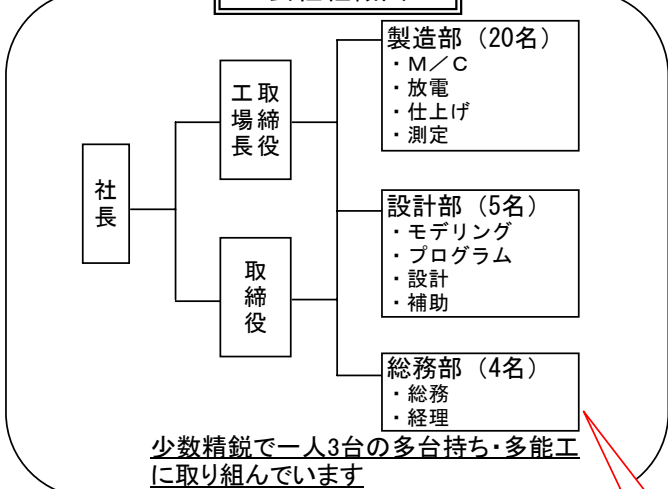 社長
取締役
工場長
取締役
製造部（20名）
・M／C
・放電
・仕上げ
・測定
設計部（5名）
・モデリング
・プログラム
・設計
・補助
総務部（4名）
・総務
・経理
少数精鋭で一人3台の多台持ち・多能工
に取り組んでいます